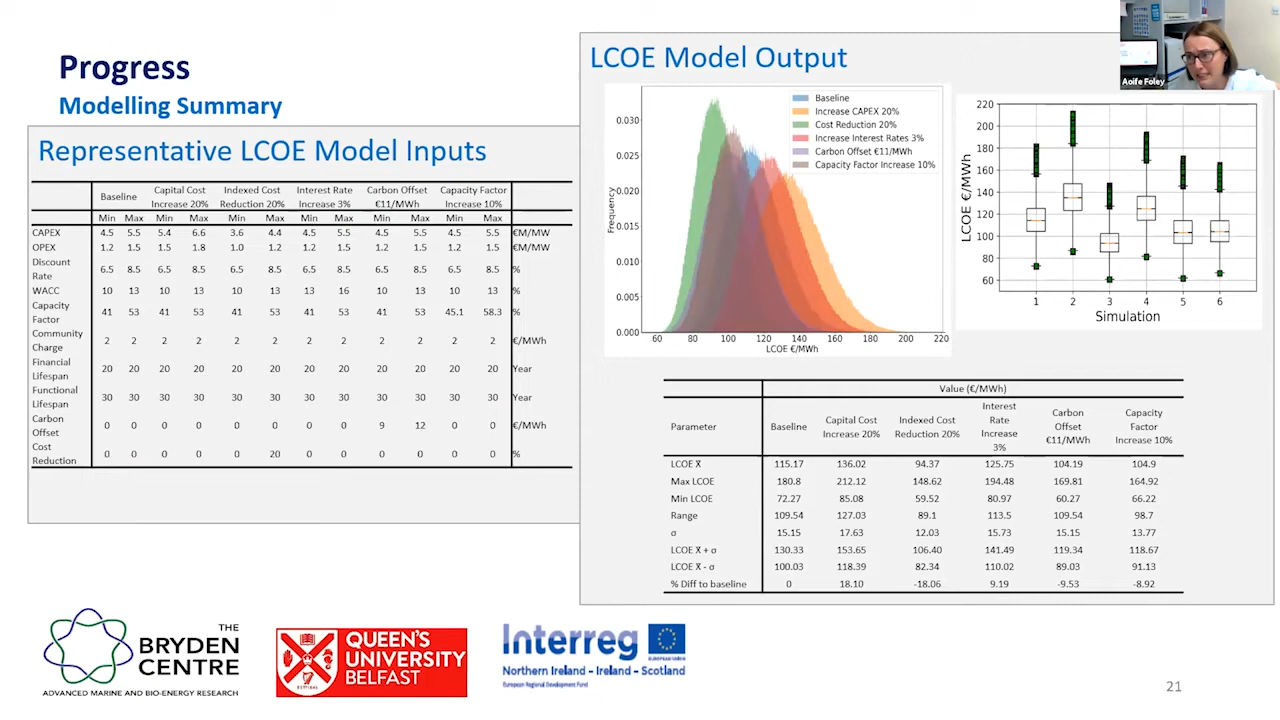 Progress
Modelling Summary
Representative LCOE Model Inputs
Baseline Capital Cost Increase 20% Indexed Cost Reduction 20% Interest Rate Increase 3% Carbon Offset €11/MWh Capacity Factor Increase 10%
Min Max Min Max Min Max Min Max Min Max Min Max
CAPEX 4.5 5.5 5.4 6.6 3.6 4.4 4.5 5.5 4.5 5.5 4.5 5.5 €M/MW
OPEX 1.2 1.5 1.5 1.8 1.0 1.2 1.2 1.5 1.2 1.5 1.2 1.5 €M/MW
Discount Rate 6.5 8.5 6.5 8.5 6.5 8.5 6.5 8.5 6.5 8.5 6.5 8.5 %
WACC 10 13 10 13 10 13 13 16 10 13 10 13 %
Capacity Factor 41 53 41 53 41 53 41 53 41 53 45.1 58.3 %
Community Charge 2 2 2 2 2 2 2 2 2 2 2 2 €/MWh
Financial Lifespan 20 20 20 20 20 20 20 20 20 20 20 20 Year
Functional Lifespan 30 30 30 30 30 30 30 30 30 30 30 30 Year
Carbon Offset 0 0 0 0 0 0 0 0 9 12 0 0 €/MWh
Cost Reduction 0 0 0 0 0 20 0 0 0 0 0 0 %
LCOE Model Output
Baseline
Increase CAPEX 20%
Cost Reduction 20%
Increase Interest Rates 3%
Carbon Offset €11/MWh
Capacity Factor Increase 10%
Frequency
0.030
0.025
0.020
0.015
0.010
0.005
0.000
60 80 100 120 140 160 180 200 220
LCOE €/MWh
Aoife Foley
LCOE €/MWh
220
200
180
160
140
120
100
80
60
1 2 3 4 5 6
Simulation
Value (€/MWh)
Parameter Baseline Capital Cost Increase 20% Indexed Cost Reduction 20% Interest Rate Increase 3% Carbon Offset €11/MWh Capacity Factor Increase 10%
LCOE X̄ 115.17 136.02 94.37 125.75 104.19 104.9
Max LCOE 180.8 212.12 148.62 194.48 169.81 164.92
Min LCOE 72.27 85.08 59.52 80.97 60.27 66.22
Range 109.54 127.03 89.1 113.5 109.54 98.7
σ 15.15 17.63 12.03 15.73 15.15 13.77
LCOE X̄ + σ 130.33 153.65 106.40 141.49 119.34 118.67
LCOE X̄ - σ 100.03 118.39 82.34 110.02 89.03 91.13
% Diff to baseline 0 18.10 -18.06 9.19 -9.53 -8.92
THE
BRYDEN
CENTRE
ADVANCED MARINE AND BIO-ENERGY RESEARCH
QUEEN'S
UNIVERSITY
BELFAST
Interreg
EUROPEAN UNION
Northern Ireland - Ireland - Scotland
European Regional Development Fund
21